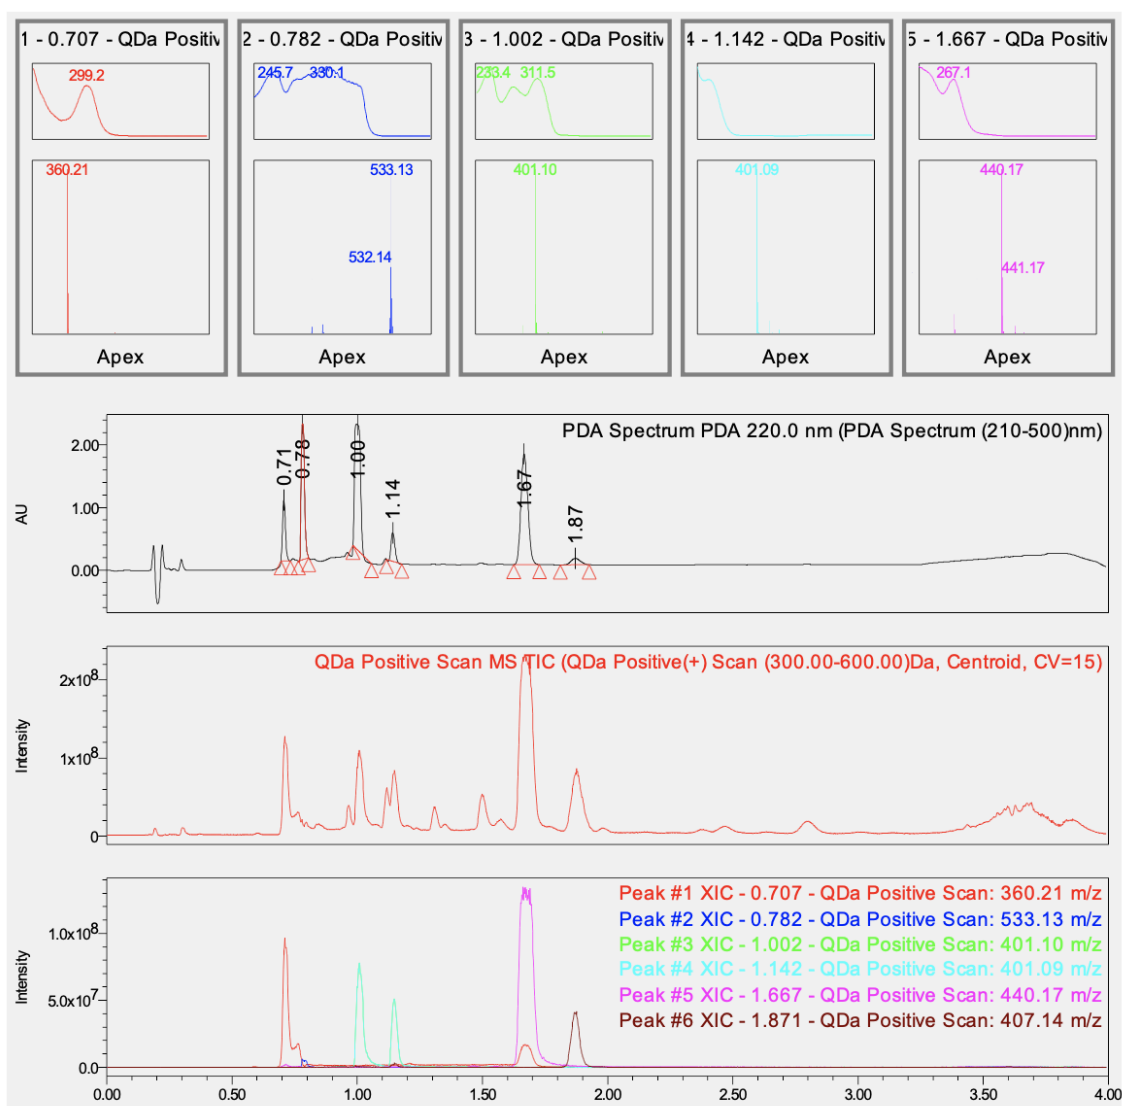 1 - 0.707 - QDa Positiv
299.2
360.21
Apex
2 - 0.782 - QDa Positiv
245.7 330.1
533.13
532.14
Apex
3 - 1.002 - QDa Positiv
233.4 311.5
401.10
Apex
4 - 1.142 - QDa Positiv
401.09
Apex
5 - 1.667 - QDa Positiv
267.1
440.17
441.17
Apex
PDA Spectrum PDA 220.0 nm (PDA Spectrum (210-500)nm)
AU
2.00
1.00
0.00
0.71
0.78
1.00
1.14
1.67
1.87
QDa Positive Scan MS TIC (QDa Positive(+) Scan (300.00-600.00)Da, Centroid, CV=15)
Intensity
2x10⁸
1x10⁸
0
Peak #1 XIC - 0.707 - QDa Positive Scan: 360.21 m/z
Peak #2 XIC - 0.782 - QDa Positive Scan: 533.13 m/z
Peak #3 XIC - 1.002 - QDa Positive Scan: 401.10 m/z
Peak #4 XIC - 1.142 - QDa Positive Scan: 401.09 m/z
Peak #5 XIC - 1.667 - QDa Positive Scan: 440.17 m/z
Peak #6 XIC - 1.871 - QDa Positive Scan: 407.14 m/z
Intensity
1.0x10⁸
5.0x10⁷
0.0
0.00 0.50 1.00 1.50 2.00 2.50 3.00 3.50 4.00